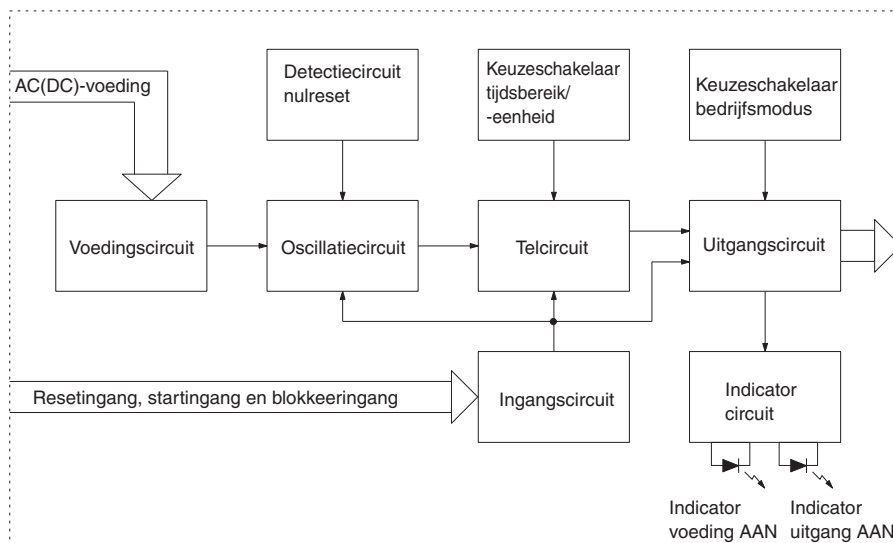 AC(DC)-voeding
Detectiecircuit
nulreset
Keuzeschakelaar
tijdsbereik/
-eenheid
Keuzeschakelaar
bedrijfsmodus
Voedingscircuit
Oscillatiecircuit
Telcircuit
Uitgangscircuit
Resetingang, startingang en blokkeeringang
Ingangscircuit
Indicator
circuit
Indicator
voeding AAN
Indicator
uitgang AAN